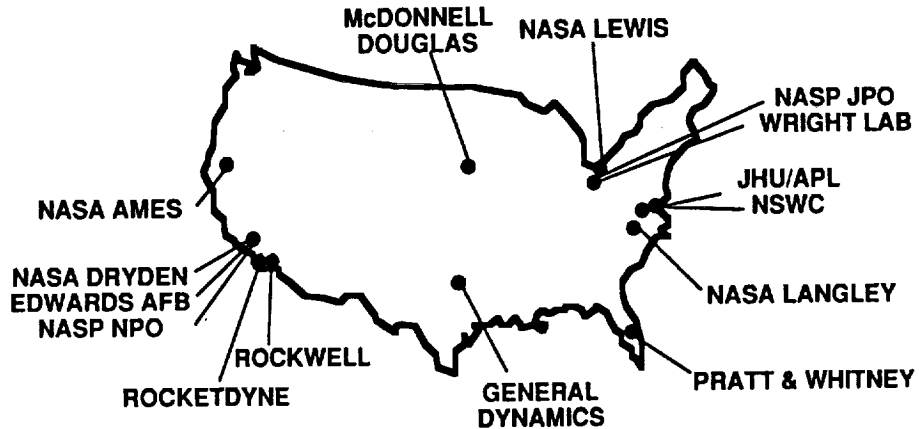 McDONNELL
DOUGLAS
NASA LEWIS
NASP JPO
WRIGHT LAB
JHU/APL
NSWC
NASA AMES
NASA DRYDEN
EDWARDS AFB
NASP NPO
NASA LANGLEY
ROCKWELL
ROCKETDYNE
GENERAL
DYNAMICS
PRATT & WHITNEY